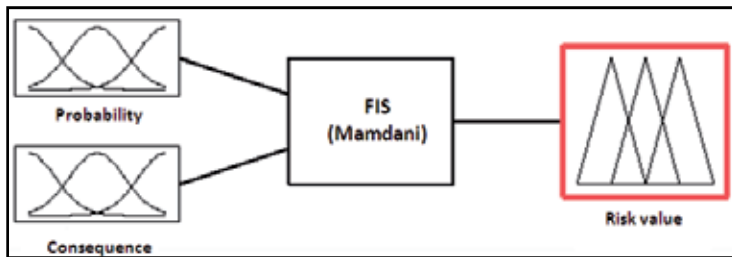 Probability
FIS
(Mamdani)
Consequence
Risk value